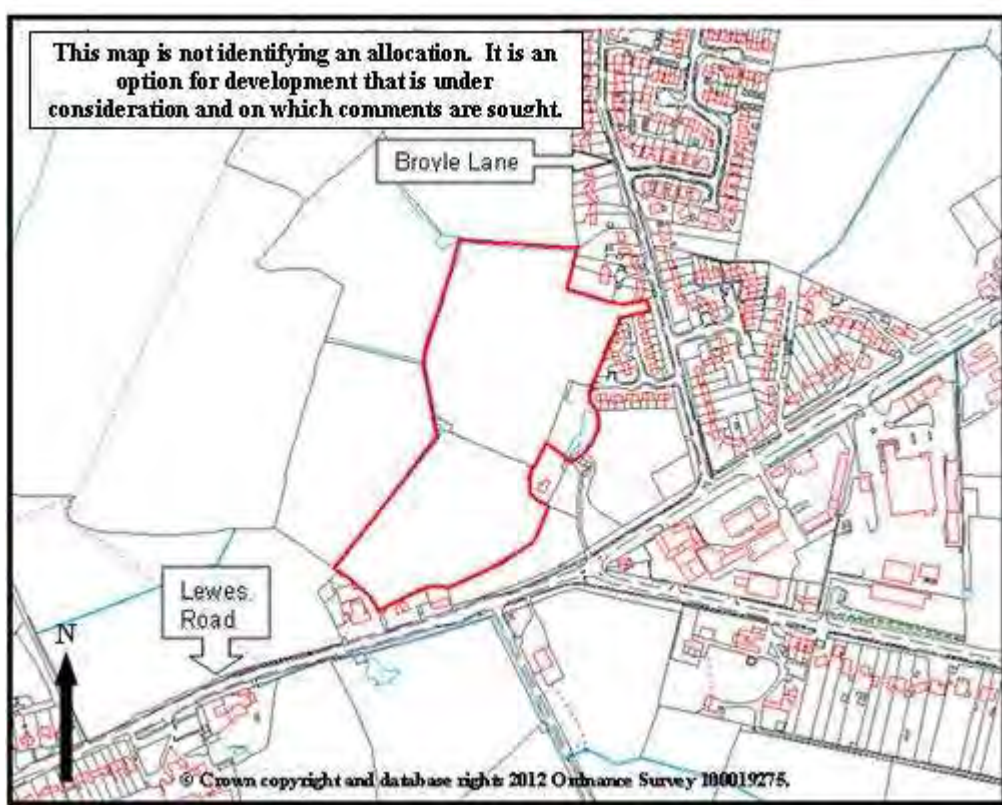 This map is not identifying an allocation. It is an
option for development that is under
consideration and on which comments are sought.
Broyle Lane
Lewes
Road
N
© Crown copyright and database rights 2012 Ordnance Survey 100019275.